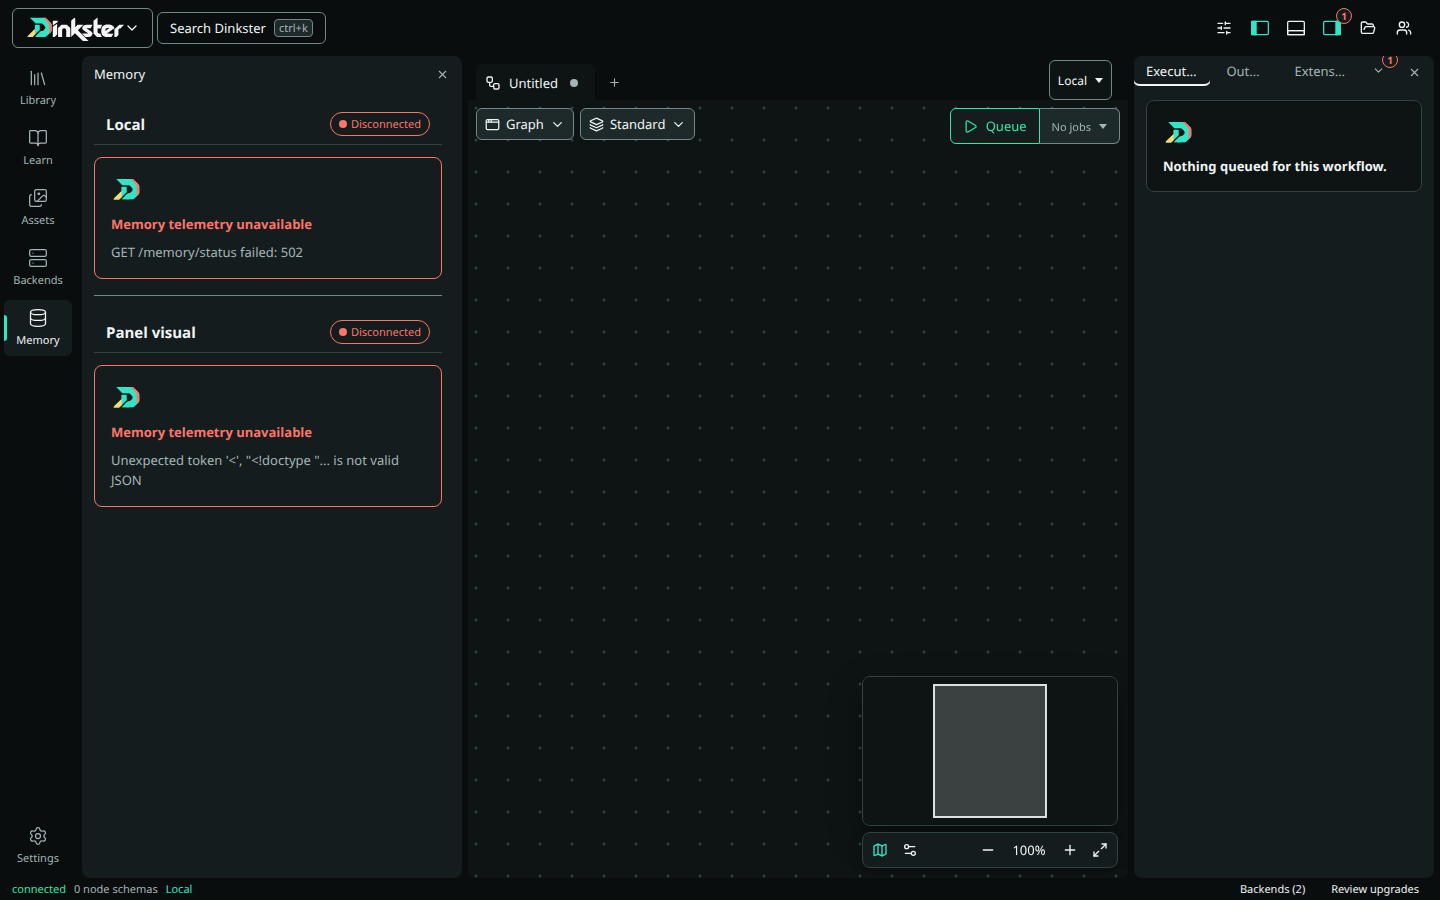 Dinkster
Search Dinkster ctrl+k
1
Library
Learn
Assets
Backends
Memory
Settings
Memory
Local
Disconnected
Memory telemetry unavailable
GET /memory/status failed: 502
Panel visual
Disconnected
Memory telemetry unavailable
Unexpected token '<', "<!doctype "... is not valid
JSON
Untitled
Local
Graph
Standard
Queue
No jobs
100%
Execut...
Out...
Extens...
1
Nothing queued for this workflow.
connected 0 node schemas Local
Backends (2)
Review upgrades